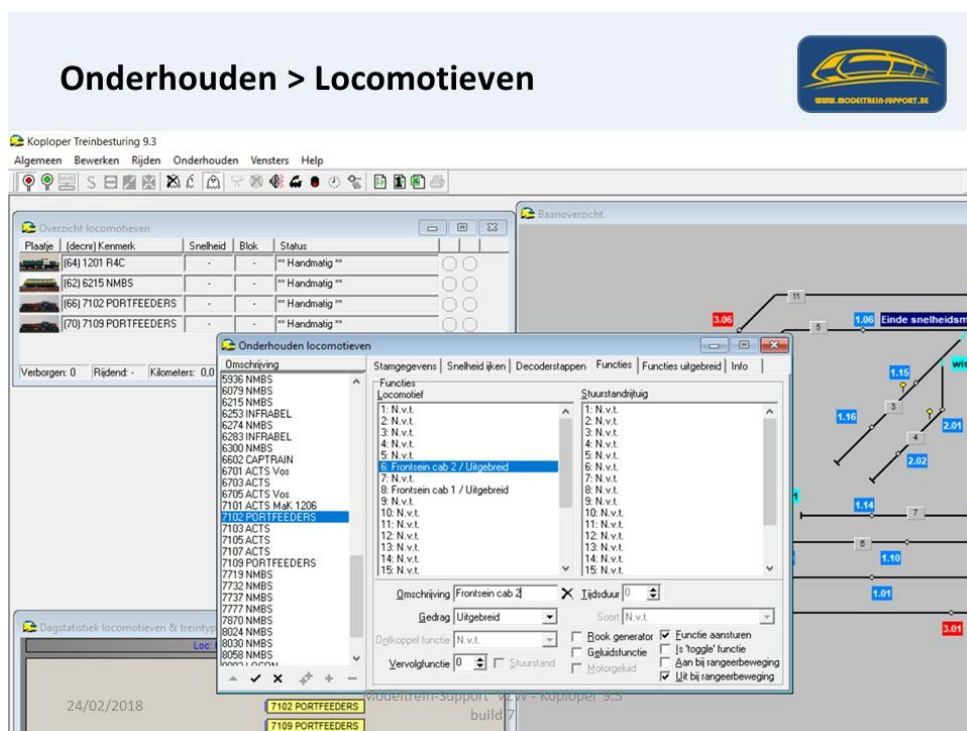 Onderhouden > Locomotieven
WWW.MODELTREIN-SUPPORT.BE
Koploper Treinbesturing 9.3
Algemeen Bewerken Rijden Onderhouden Vensters Help
Overzicht locomotieven
Plaatje (decnr) Kenmerk Snelheid Blok Status
(64) 1201 R4C - - ** Handmatig **
(62) 6215 NMBS - - ** Handmatig **
(66) 7102 PORTFEEDERS - - ** Handmatig **
(70) 7109 PORTFEEDERS - - ** Handmatig **
Verborgen: 0 Rijdend: - Kilometers: 0,0
Baanoverzicht
11
3.06
5
1.06
Einde snelheidsm
1.15
wis
1.16
3
2.01
4
2.02
1.14
7
6
1.10
1.01
3.01
Onderhouden locomotieven
Omschrijving
5936 NMBS
6079 NMBS
6215 NMBS
6253 INFRABEL
6274 NMBS
6283 INFRABEL
6300 NMBS
6602 CAPTRAIN
6701 ACTS Vos
6703 ACTS
6705 ACTS Vos
7101 ACTS MaK 1206
7102 PORTFEEDERS
7103 ACTS
7105 ACTS
7107 ACTS
7109 PORTFEEDERS
7719 NMBS
7732 NMBS
7737 NMBS
7777 NMBS
7870 NMBS
8024 NMBS
8030 NMBS
8058 NMBS
Stamgegevens Snelheid ijken Decoderstappen Functies Functies uitgebreid Info
Functies
Locomotief
1: N.v.t.
2: N.v.t.
3: N.v.t.
4: N.v.t.
5: N.v.t.
6: Frontsein cab 2 / Uitgebreid
7: N.v.t.
8: Frontsein cab 1 / Uitgebreid
9: N.v.t.
10: N.v.t.
11: N.v.t.
12: N.v.t.
13: N.v.t.
14: N.v.t.
15: N.v.t.
Stuurstandrijtuig
1: N.v.t.
2: N.v.t.
3: N.v.t.
4: N.v.t.
5: N.v.t.
6: N.v.t.
7: N.v.t.
8: N.v.t.
9: N.v.t.
10: N.v.t.
11: N.v.t.
12: N.v.t.
13: N.v.t.
14: N.v.t.
15: N.v.t.
Omschrijving Frontsein cab 2 Tijdsduur 0
Gedrag Uitgebreid Soort N.v.t.
Ontkoppel functie N.v.t.
Vervolgfunctie 0 Stuurstand
Rook generator
Geluidsfunctie
Motorgeluid
Functie aansturen
Is 'toggle' functie
Aan bij rangeerbeweging
Uit bij rangeerbeweging
Dagstatistiek locomotieven & treintyp
Loc:
7102 PORTFEEDERS
7109 PORTFEEDERS
24/02/2018
Modeltrein-Support VZW - Koploper 9.3
build 7